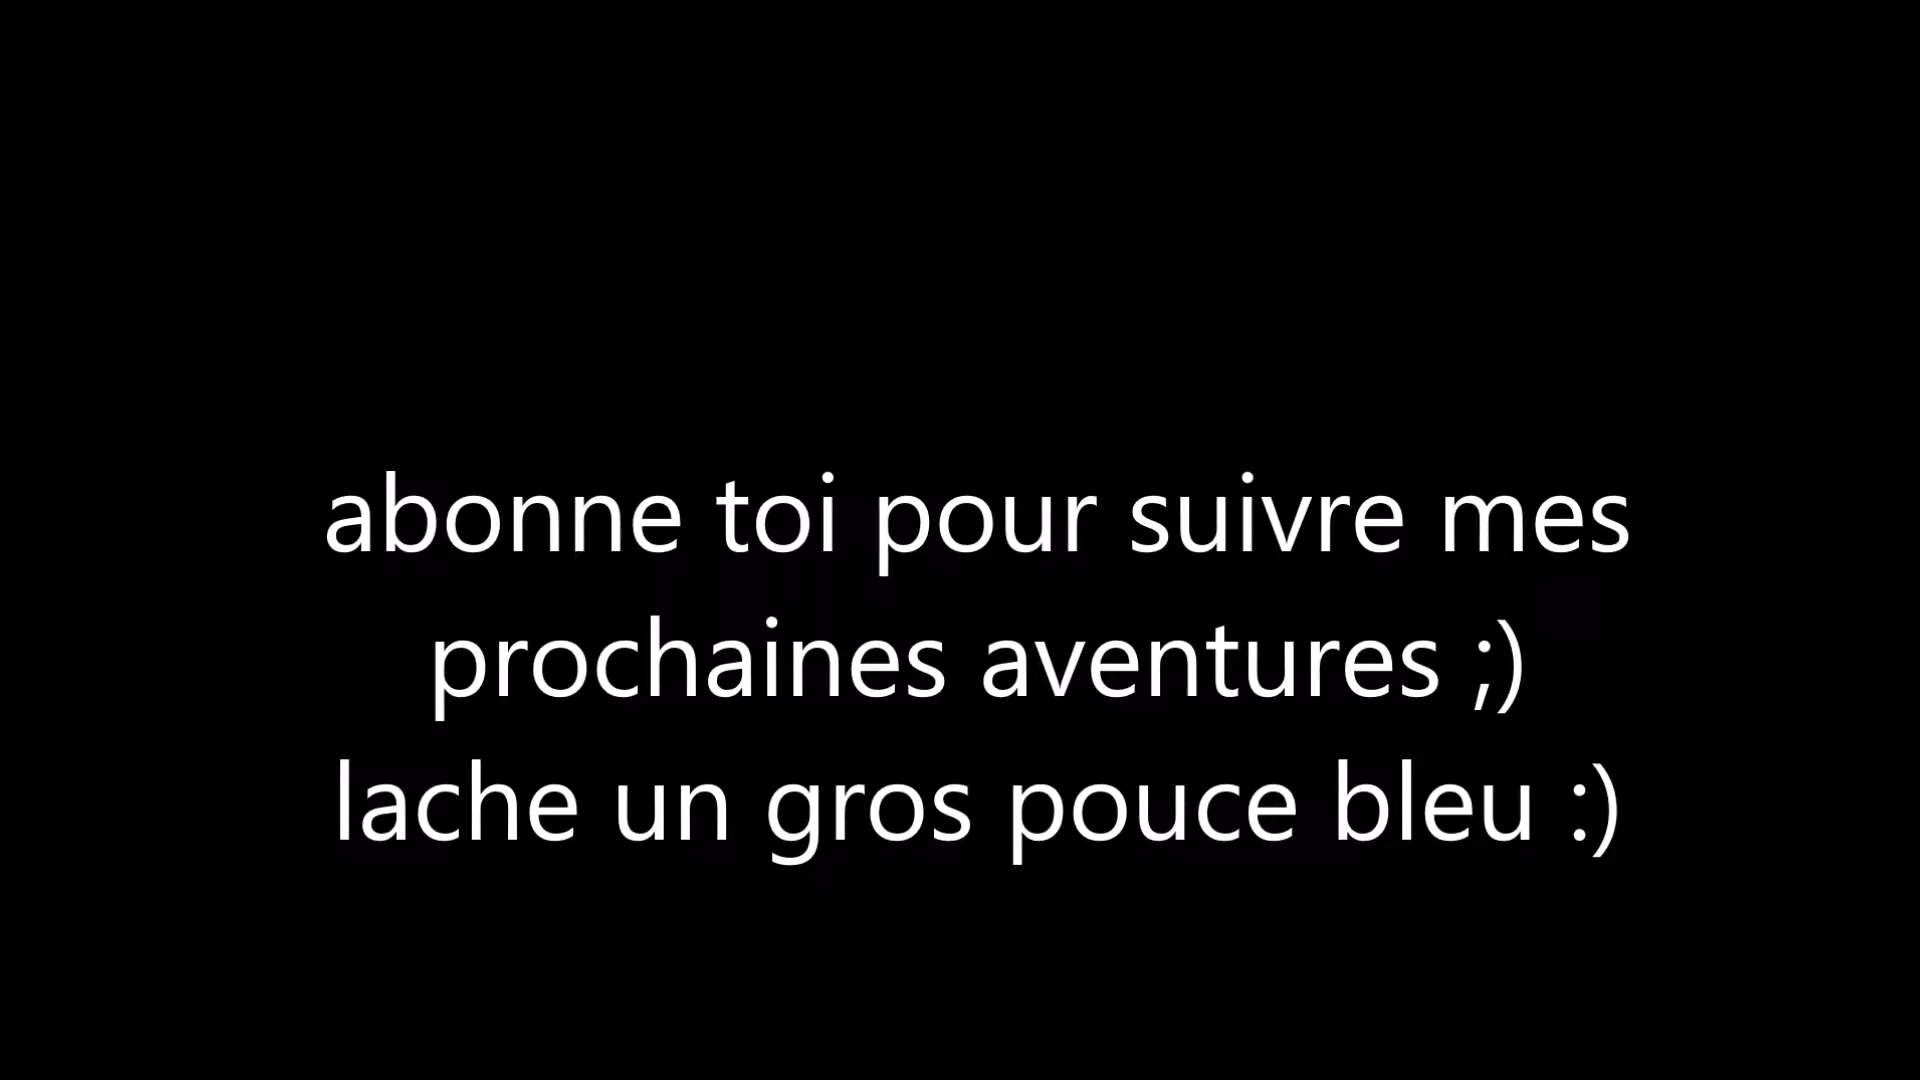 abonne toi pour suivre mes
prochaines aventures ;)
lache un gros pouce bleu :)